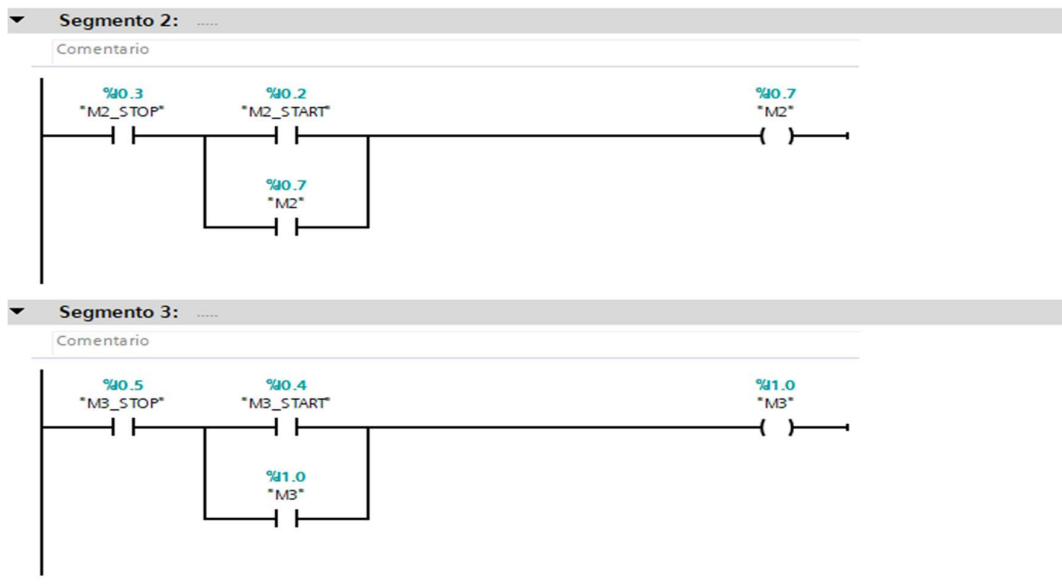 Segmento 2: .....
Comentario
%I0.3 %I0.2 %I0.7
"M2_STOP" "M2_START" "M2"
%I0.7
"M2"
Segmento 3: .....
Comentario
%I0.5 %I0.4 %I1.0
"M3_STOP" "M3_START" "M3"
%I1.0
"M3"